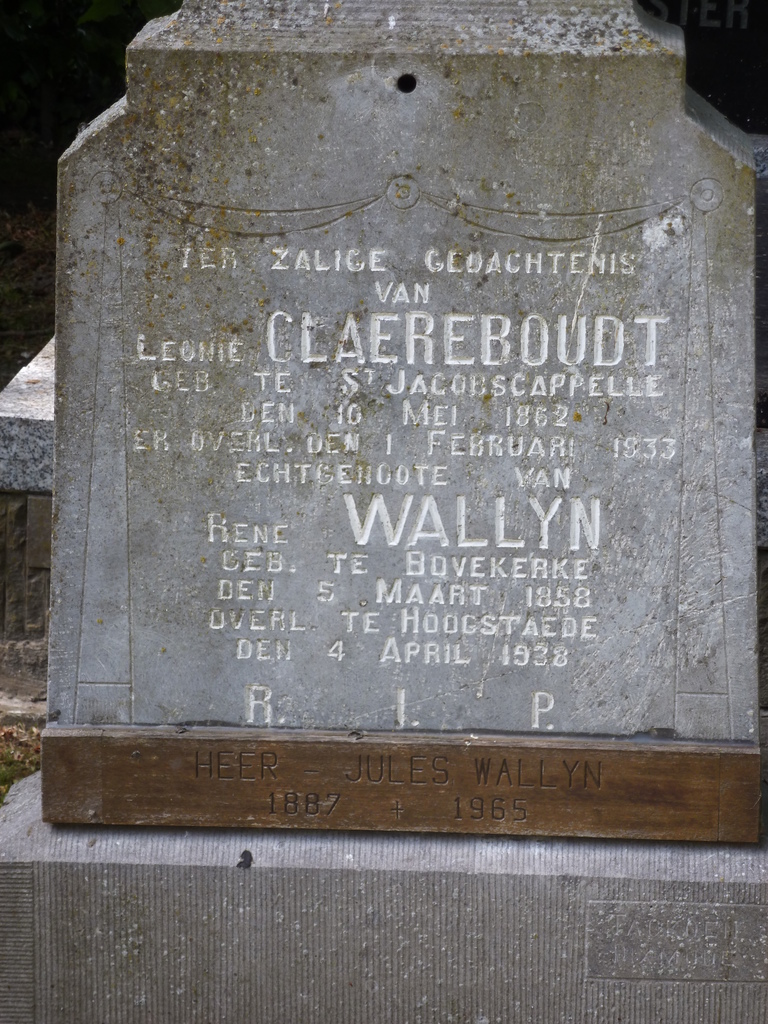 STER
TER ZALIGE GEDACHTENIS
VAN
LEONIE CLAEREBOUDT
GEB. TE ST JACOBSCAPPELLE
DEN 10 MEI 1862
EN OVERL. DEN 1 FEBRUARI 1933
ECHTGENOOTE VAN
RENE WALLYN
GEB. TE BOVEKERKE
DEN 5 MAART 1858
OVERL. TE HOOGSTAEDE
DEN 4 APRIL 1938
R. I. P.
HEER - JULES WALLYN
1887 + 1965
DIXMUDE